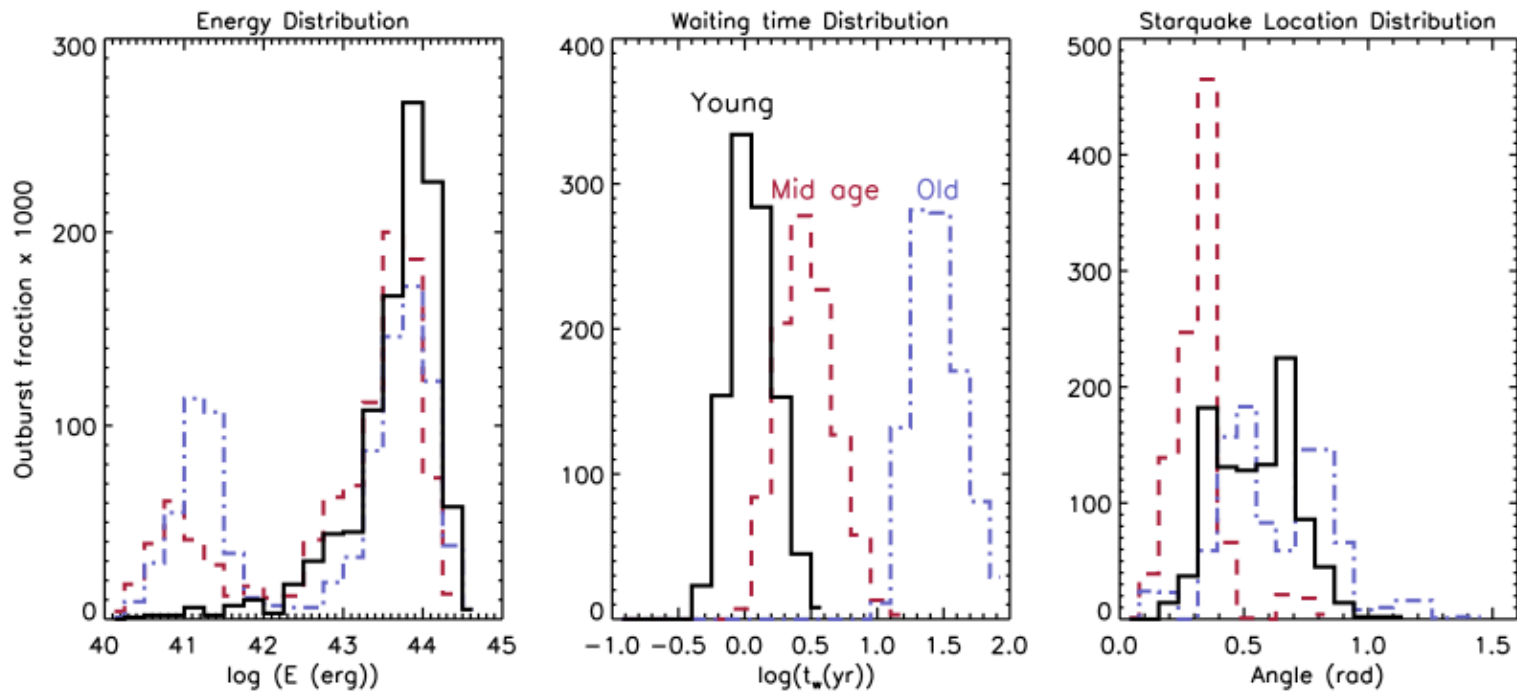 Energy Distribution
Outburst fraction x 1000
300
200
100
0
40 41 42 43 44 45
log (E (erg))
Waiting time Distribution
400
300
200
100
0
Young
Mid age
Old
-1.0 -0.5 0.0 0.5 1.0 1.5 2.0
log(t_w(yr))
Starquake Location Distribution
500
400
300
200
100
0
0.0 0.5 1.0 1.5
Angle (rad)